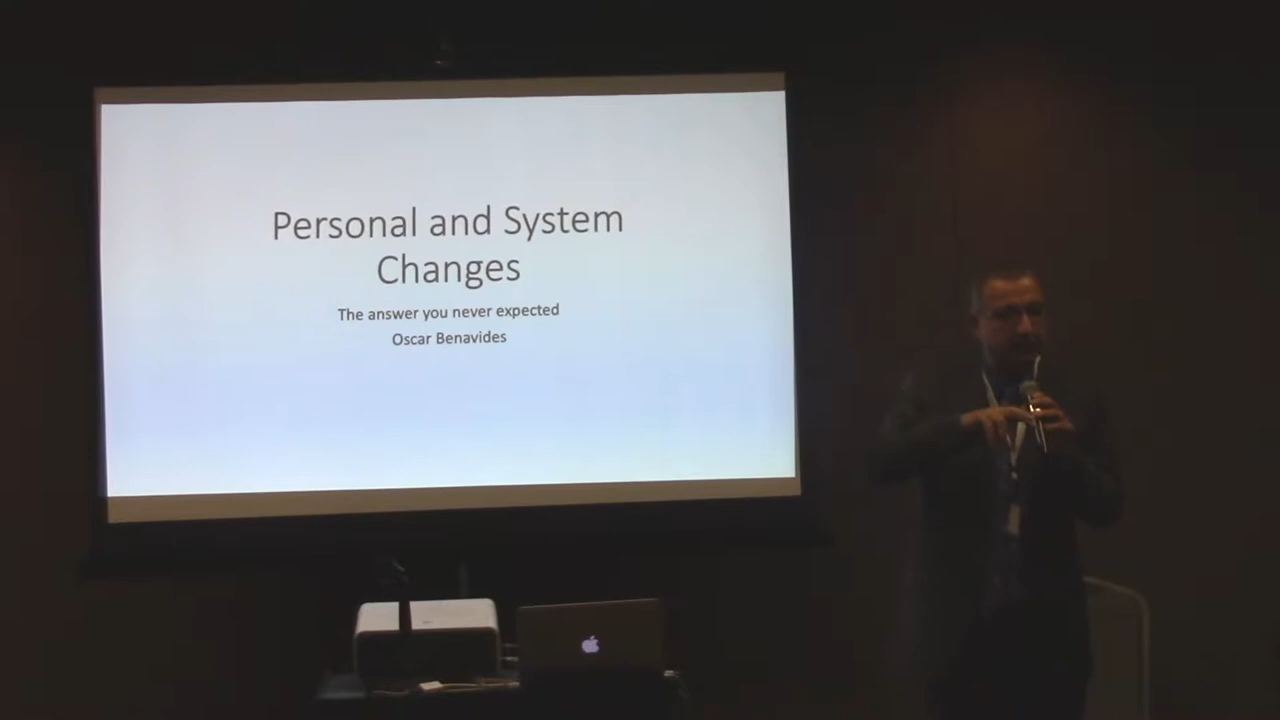 Personal and System
Changes
The answer you never expected
Oscar Benavides